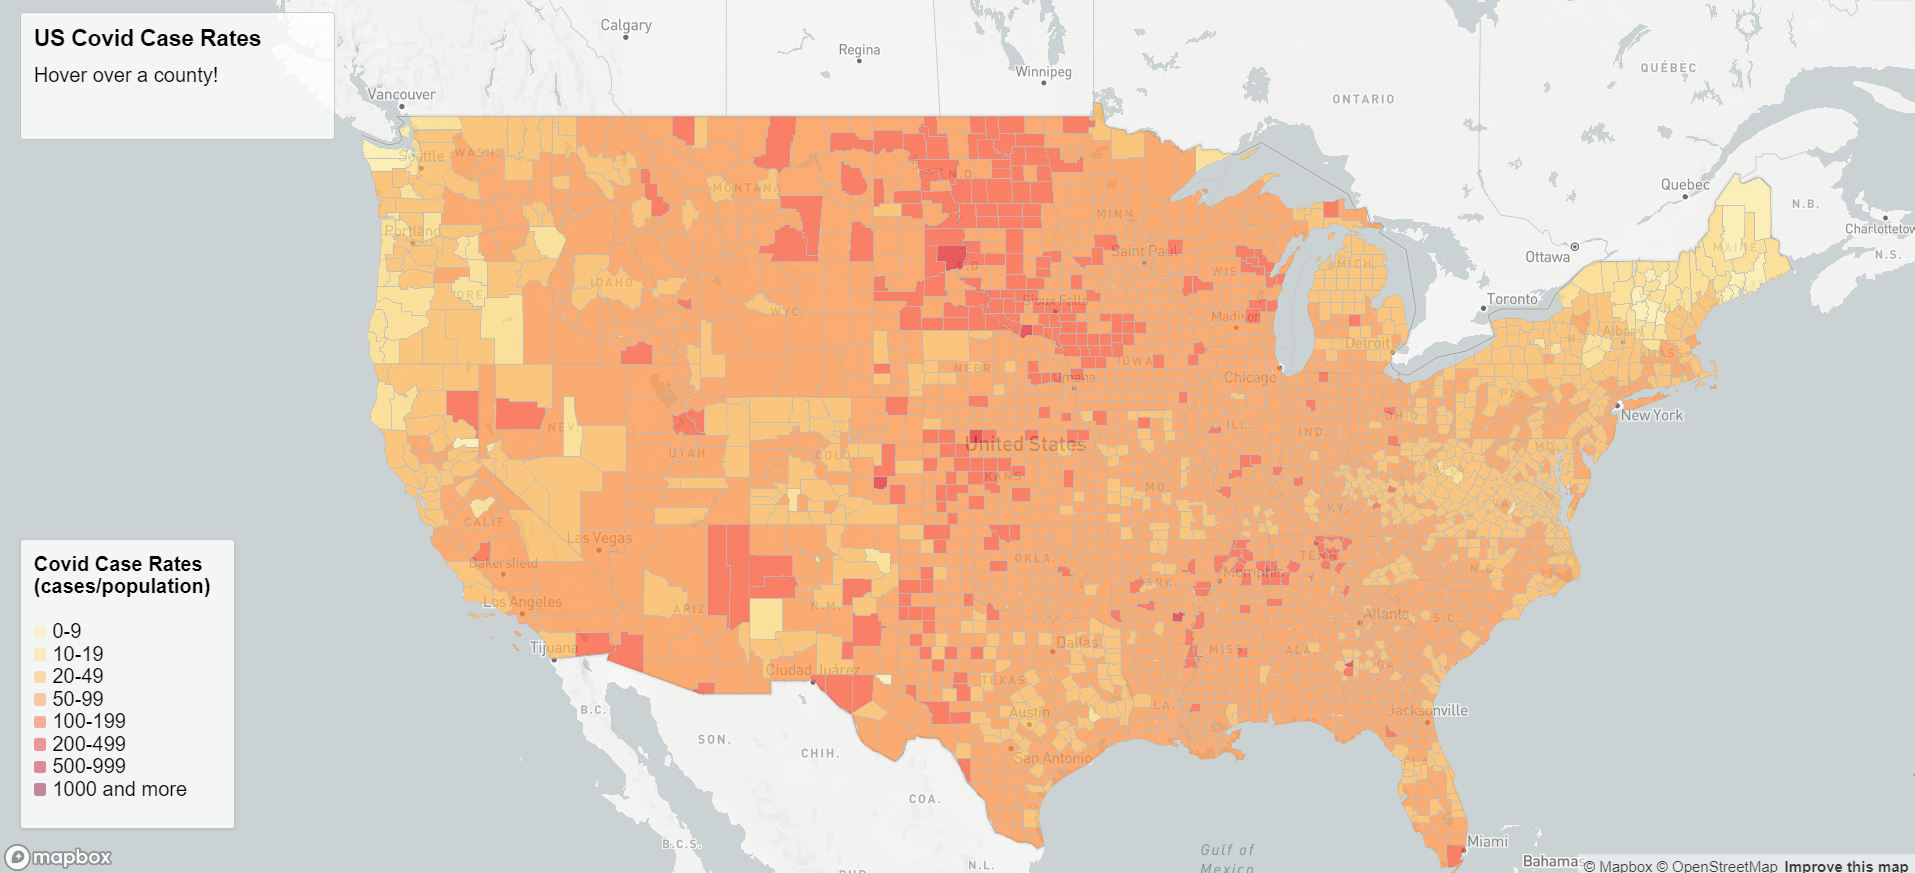 US Covid Case Rates
Hover over a county!
Calgary
Regina
Winnipeg
Vancouver
ONTARIO
QUÉBEC
Quebec
N.B.
Charlottetow
N.S.
Ottawa
Toronto
Seattle
WASH.
MONTANA
N.D.
MINN.
Portland
Saint Paul
MICH
MAINE
ORE.
IDAHO
WYO.
S.D.
WIS.
Sioux Falls
Madison
Detroit
Albany
MASS.
IOWA
NEBR.
Omaha
Chicago
PA.
New York
OHIO
NEV.
United States
ILL.
IND.
MD.
UTAH
COLO.
KANS.
MO.
KY.
CALIF.
Las Vegas
Bakersfield
OKLA.
TENN.
N.C.
Memphis
ARK.
Los Angeles
ARIZ.
N.M.
Atlanta
S.C.
Tijuana
Dallas
MISS.
ALA.
GA.
Ciudad Juárez
TEXAS
LA.
Austin
Jacksonville
B.C.
SON.
CHIH.
San Antonio
FLA.
COA.
Miami
B.C.S.
DUR.
N.L.
Gulf of
Mexico
Bahamas
Covid Case Rates
(cases/population)
0-9
10-19
20-49
50-99
100-199
200-499
500-999
1000 and more
mapbox
© Mapbox © OpenStreetMap Improve this map